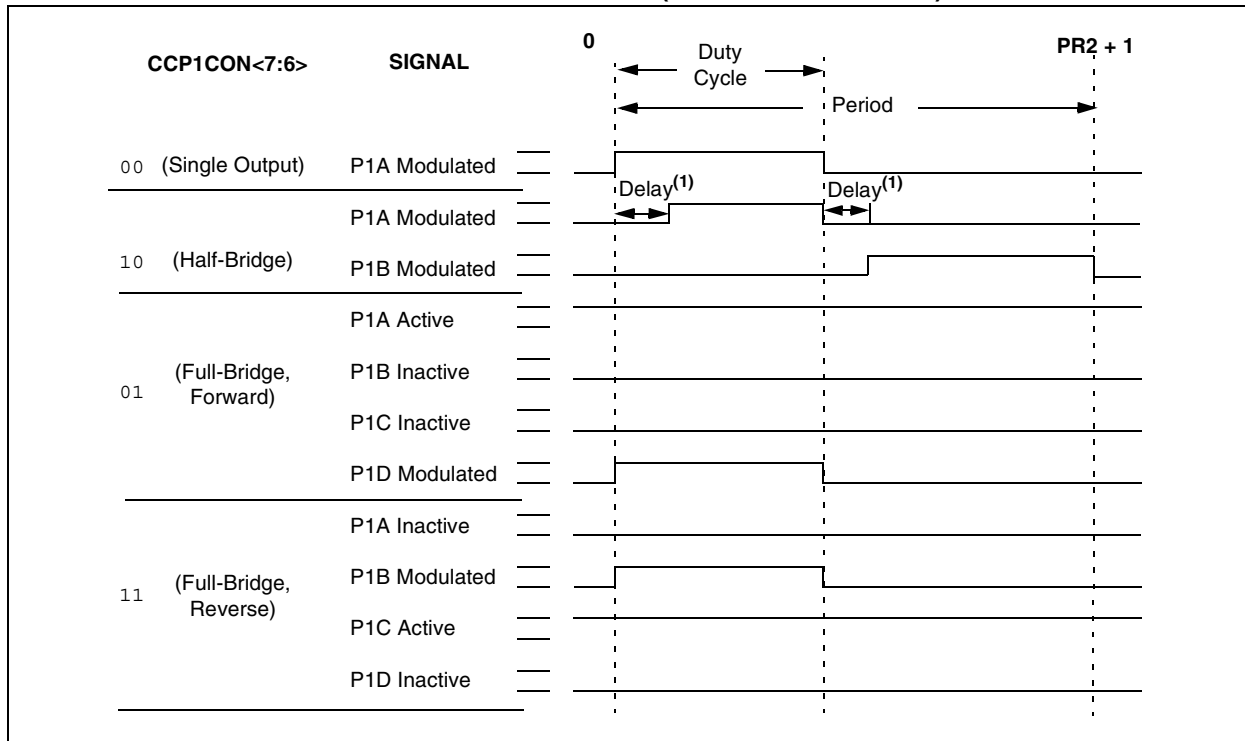 0
PR2 + 1
CCP1CON<7:6>
SIGNAL
Duty
Cycle
Period
00 (Single Output) P1A Modulated
Delay(1)
Delay(1)
P1A Modulated
10 (Half-Bridge)
P1B Modulated
P1A Active
01 (Full-Bridge,
Forward)
P1B Inactive
P1C Inactive
P1D Modulated
P1A Inactive
11 (Full-Bridge,
Reverse)
P1B Modulated
P1C Active
P1D Inactive